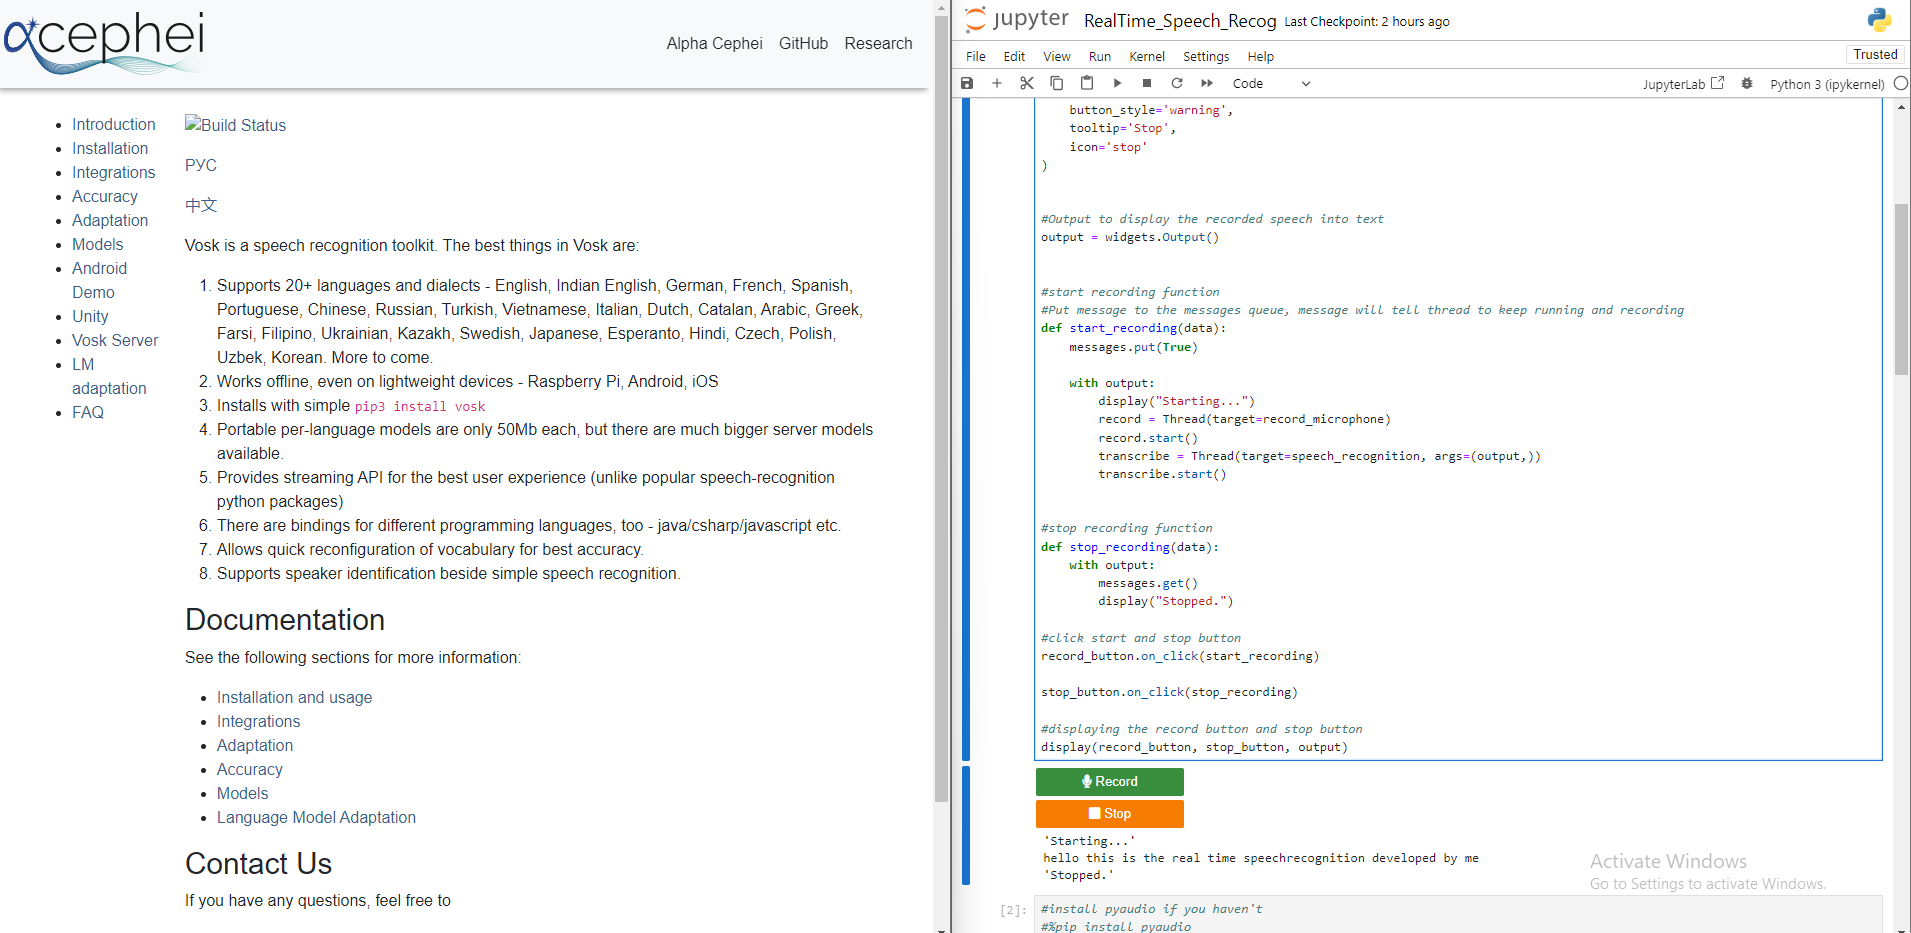 αcephei
Alpha Cephei GitHub Research
Introduction
Installation
Integrations
Accuracy
Adaptation
Models
Android
Demo
Unity
Vosk Server
LM
adaptation
FAQ
Build Status
РУС
中文
Vosk is a speech recognition toolkit. The best things in Vosk are:
1. Supports 20+ languages and dialects - English, Indian English, German, French, Spanish,
Portuguese, Chinese, Russian, Turkish, Vietnamese, Italian, Dutch, Catalan, Arabic, Greek,
Farsi, Filipino, Ukrainian, Kazakh, Swedish, Japanese, Esperanto, Hindi, Czech, Polish,
Uzbek, Korean. More to come.
2. Works offline, even on lightweight devices - Raspberry Pi, Android, iOS
3. Installs with simple pip3 install vosk
4. Portable per-language models are only 50Mb each, but there are much bigger server models
available.
5. Provides streaming API for the best user experience (unlike popular speech-recognition
python packages)
6. There are bindings for different programming languages, too - java/csharp/javascript etc.
7. Allows quick reconfiguration of vocabulary for best accuracy.
8. Supports speaker identification beside simple speech recognition.
Documentation
See the following sections for more information:
Installation and usage
Integrations
Adaptation
Accuracy
Models
Language Model Adaptation
Contact Us
If you have any questions, feel free to
jupyter RealTime_Speech_Recog Last Checkpoint: 2 hours ago
File Edit View Run Kernel Settings Help Trusted
Code JupyterLab Python 3 (ipykernel)
button_style='warning',
tooltip='Stop',
icon='stop'
)
#Output to display the recorded speech into text
output = widgets.Output()
#start recording function
#Put message to the messages queue, message will tell thread to keep running and recording
def start_recording(data):
messages.put(True)
with output:
display("Starting...")
record = Thread(target=record_microphone)
record.start()
transcribe = Thread(target=speech_recognition, args=(output,))
transcribe.start()
#stop recording function
def stop_recording(data):
with output:
messages.get()
display("Stopped.")
#click start and stop button
record_button.on_click(start_recording)
stop_button.on_click(stop_recording)
#displaying the record button and stop button
display(record_button, stop_button, output)
Record
Stop
'Starting...'
hello this is the real time speechrecognition developed by me
'Stopped.'
Activate Windows
Go to Settings to activate Windows.
[2]: #install pyaudio if you haven't
#%pip install pyaudio